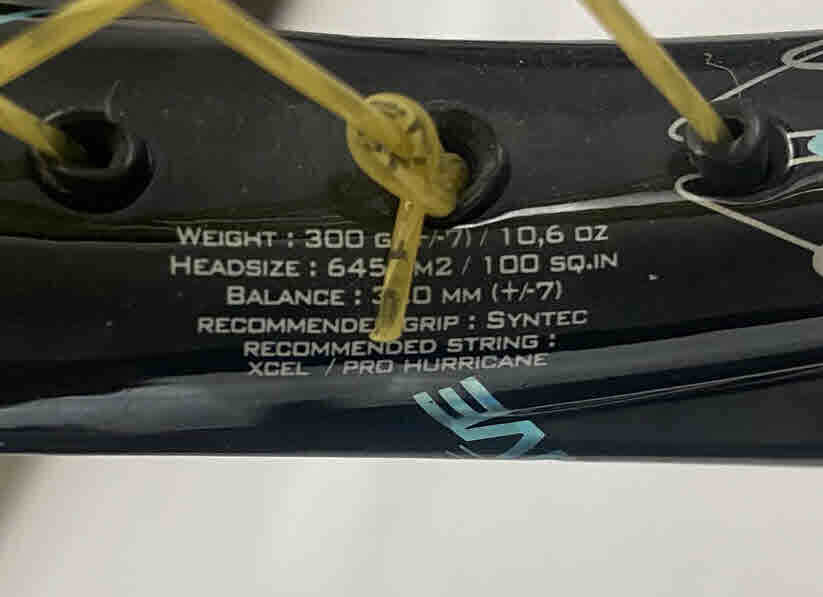 WEIGHT : 300 G /-7) / 10,6 OZ
HEADSIZE : 645 M2 / 100 SQ.IN
BALANCE : MM (+/-7)
RECOMMENDED GRIP : SYNTEC
RECOMMENDED STRING :
XCEL / PRO HURRICANE